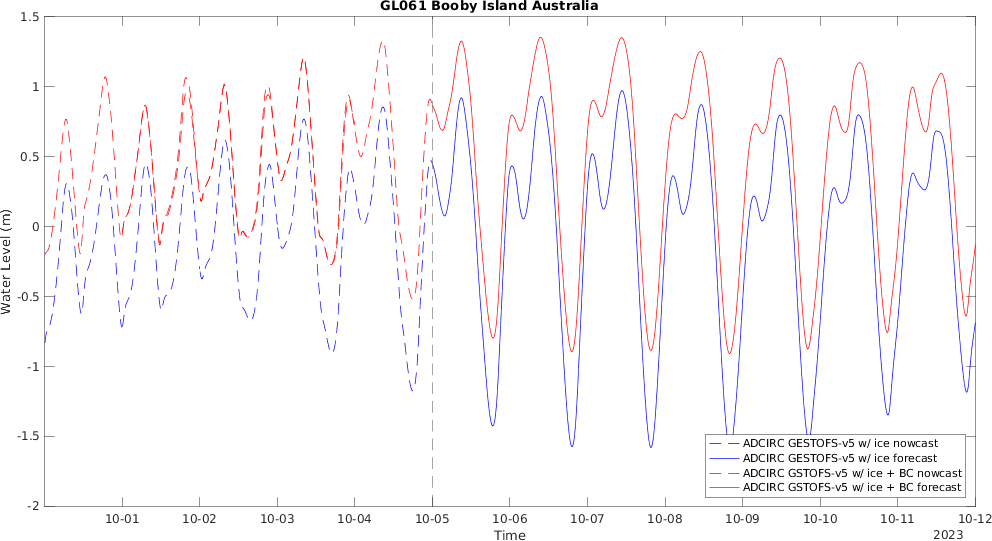 GL061 Booby Island Australia
1.5
1
0.5
0
-0.5
-1
-1.5
-2
Water Level (m)
10-01 10-02 10-03 10-04 10-05 10-06 10-07 10-08 10-09 10-10 10-11 10-12
Time
2023
ADCIRC GESTOFS-v5 w/ ice nowcast
ADCIRC GESTOFS-v5 w/ ice forecast
ADCIRC GSTOFS-v5 w/ ice + BC nowcast
ADCIRC GSTOFS-v5 w/ ice + BC forecast